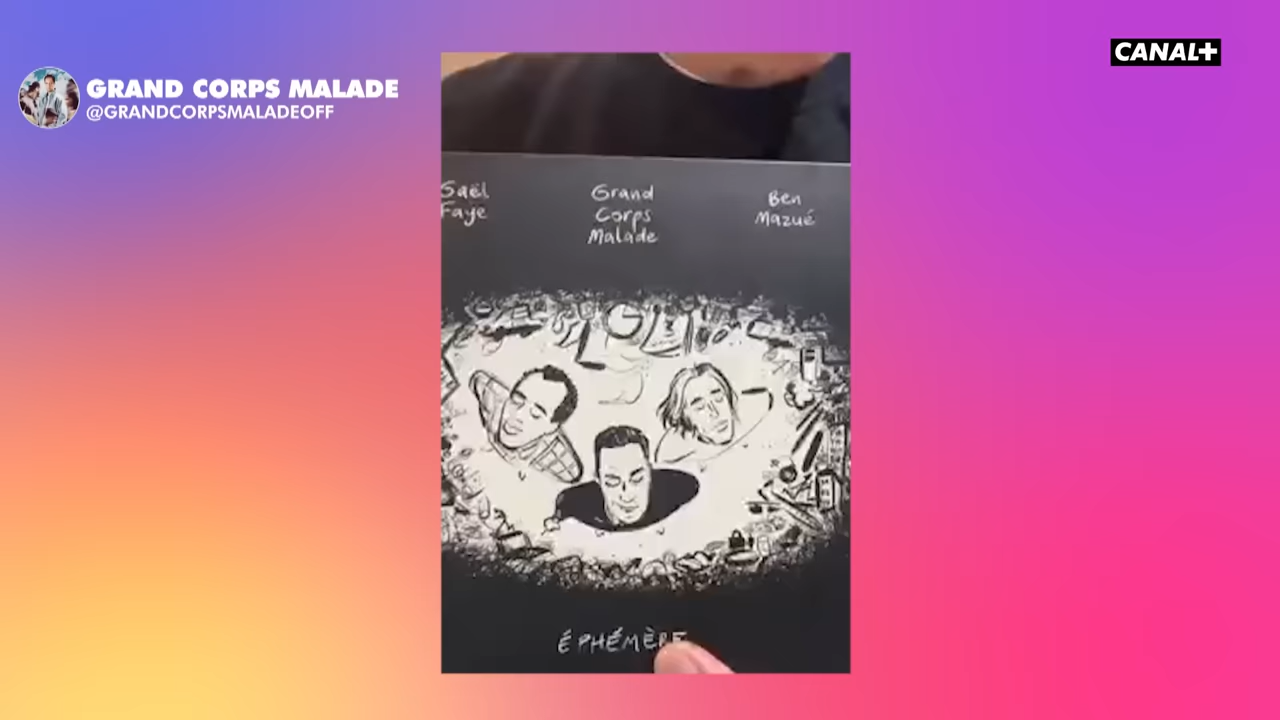 GRAND CORPS MALADE
@GRANDCORPSMALADEOFF
CANAL+
Gaël
Faye
Grand
Corps
Malade
Ben
Mazué
ÉPHÉMÈRE